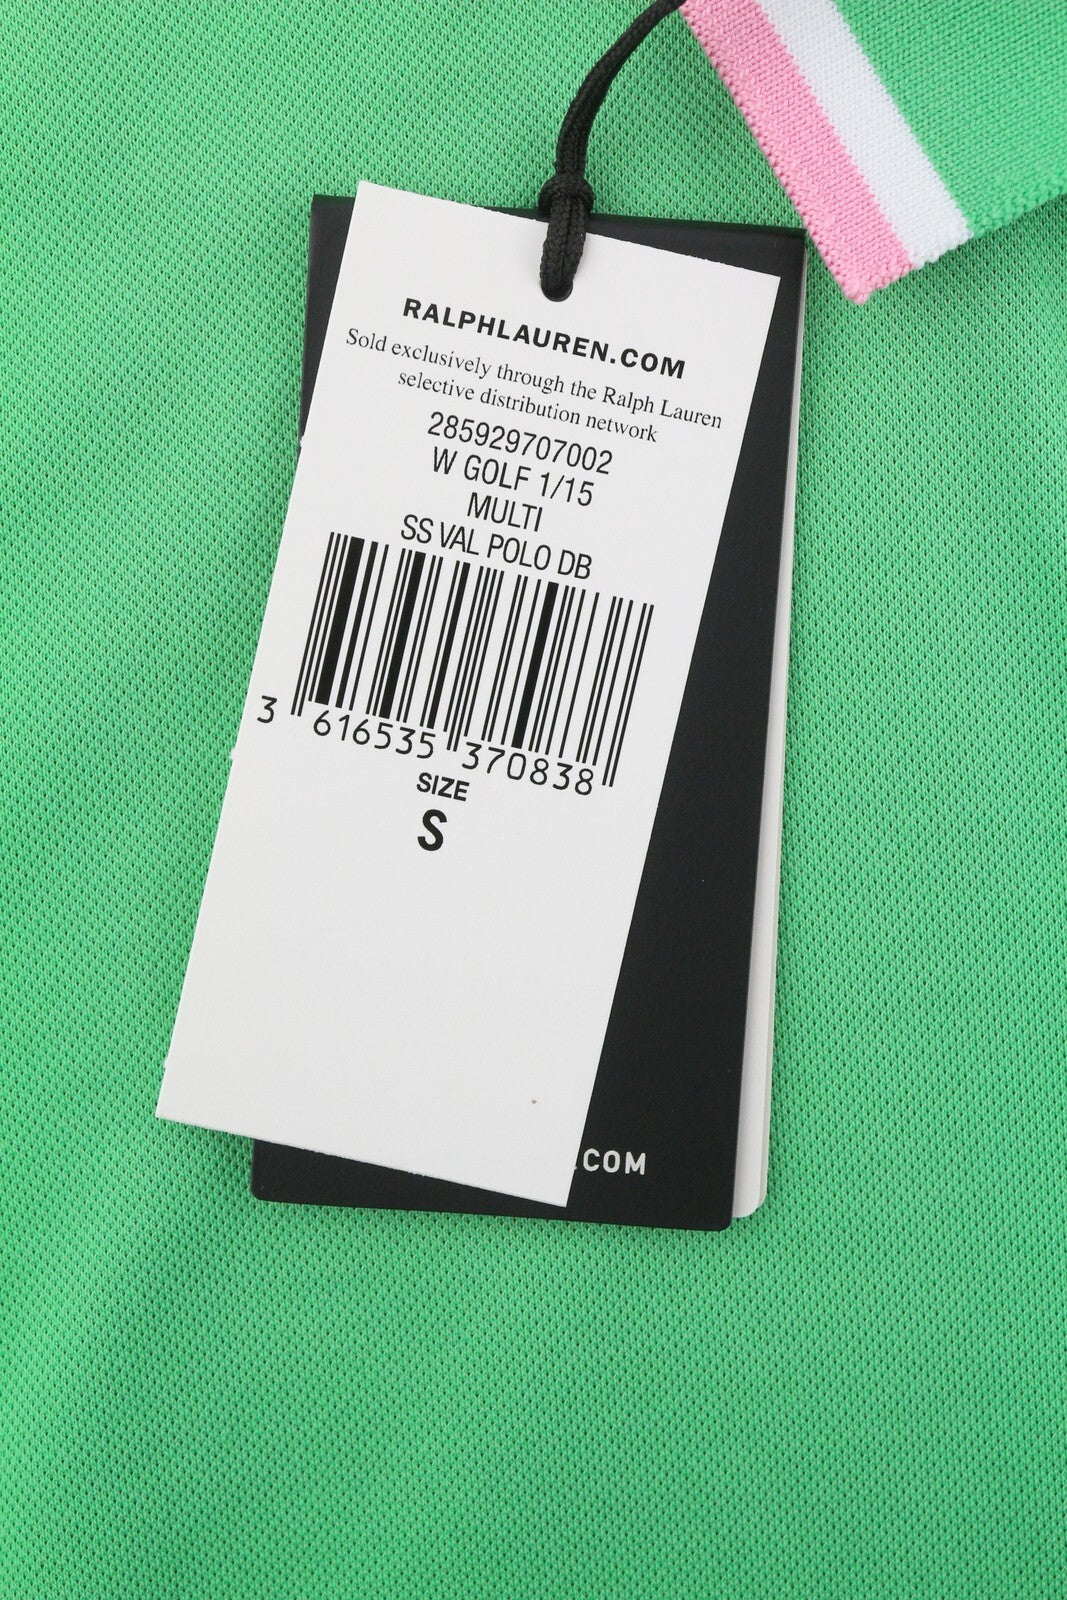 RALPHLAUREN.COM
Sold exclusively through the Ralph Lauren
selective distribution network
285929707002
W GOLF 1/15
MULTI
SS VAL POLO DB
3 616535 370838
SIZE
S
.COM